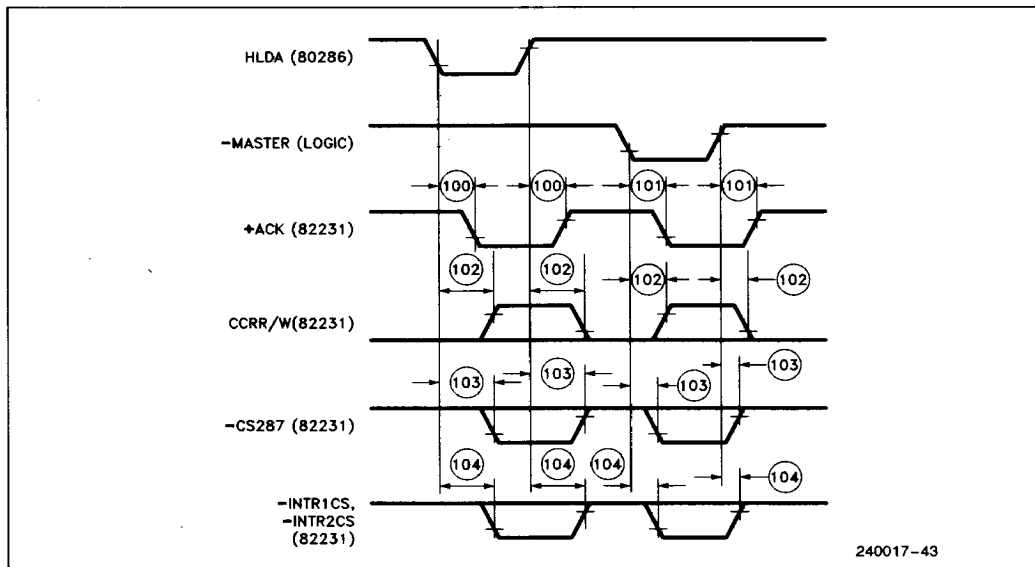 HLDA (80286)
−MASTER (LOGIC)
100 100 101 101
+ACK (82231)
102 102 102 102
CCRR/W(82231)
103 103 103 103
−CS287 (82231)
104 104 104 104
−INTR1CS,
−INTR2CS
(82231)
240017−43